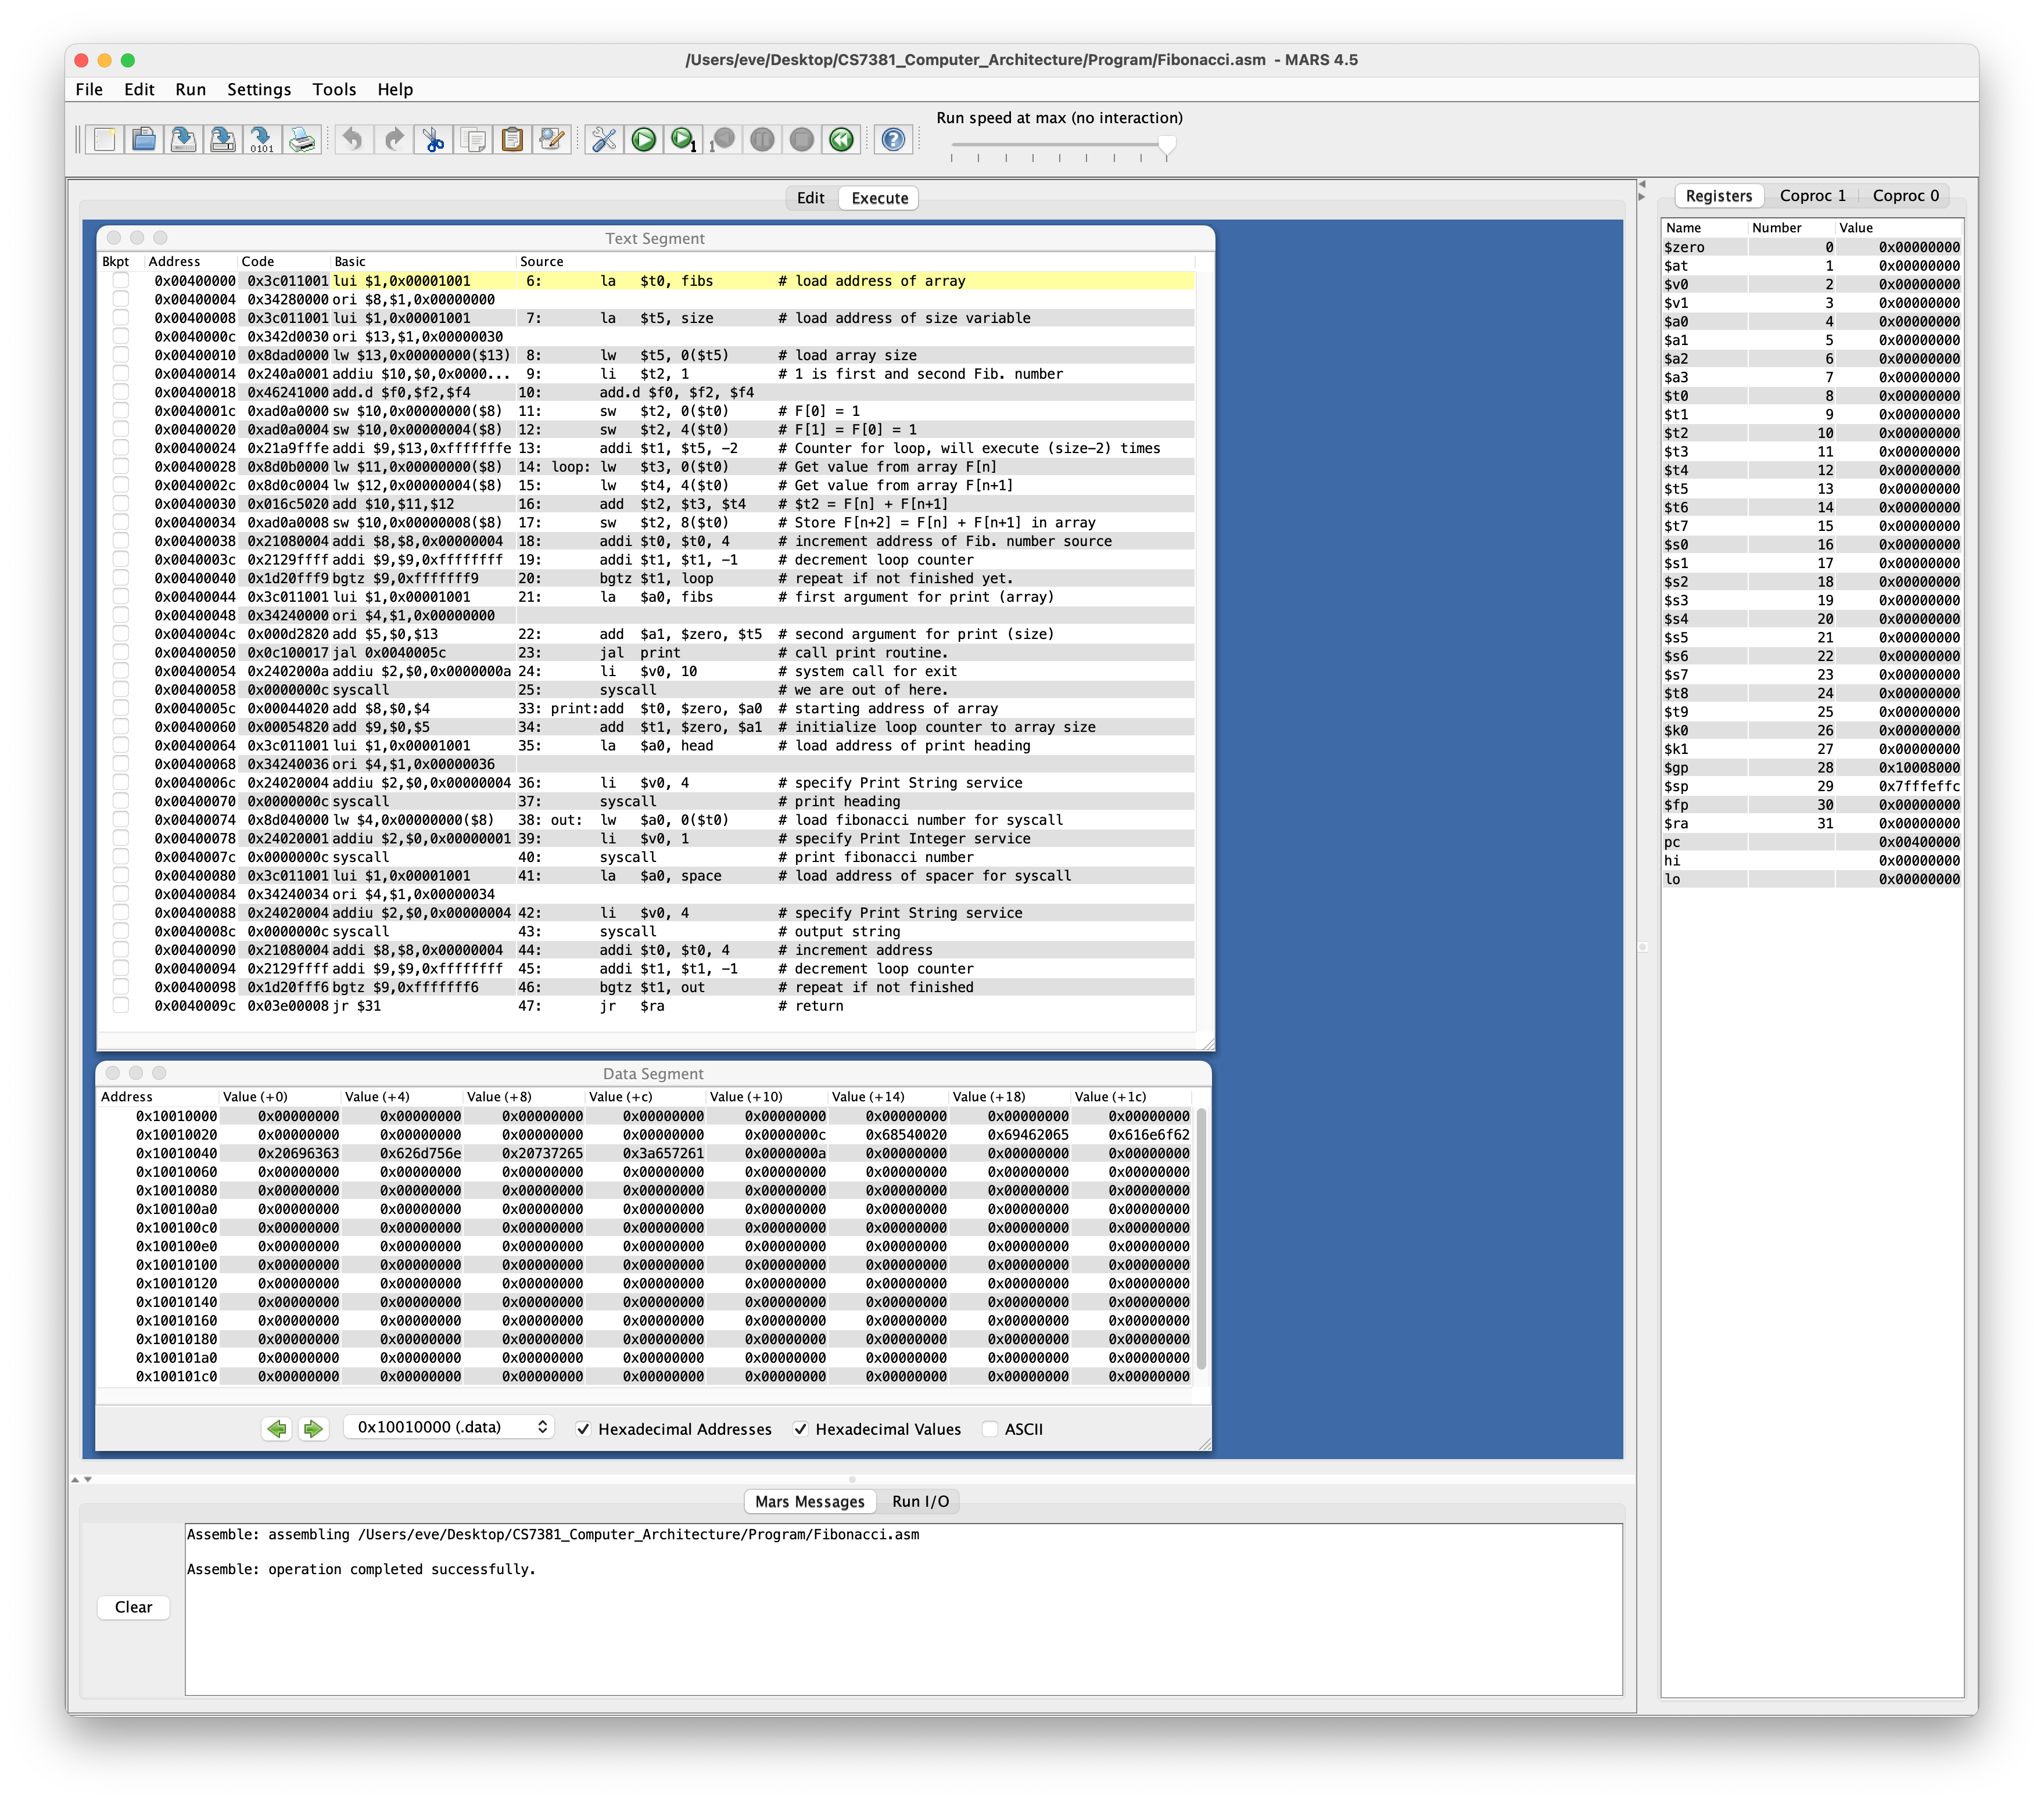 /Users/eve/Desktop/CS7381_Computer_Architecture/Program/Fibonacci.asm - MARS 4.5
File Edit Run Settings Tools Help
Run speed at max (no interaction)
0101
1
1
Edit Execute
Text Segment
Bkpt Address Code Basic Source
0x00400000 0x3c011001 lui $1,0x00001001 6: la $t0, fibs # load address of array
0x00400004 0x34280000 ori $8,$1,0x00000000
0x00400008 0x3c011001 lui $1,0x00001001 7: la $t5, size # load address of size variable
0x0040000c 0x342d0030 ori $13,$1,0x00000030
0x00400010 0x8dad0000 lw $13,0x00000000($13) 8: lw $t5, 0($t5) # load array size
0x00400014 0x240a0001 addiu $10,$0,0x0000... 9: li $t2, 1 # 1 is first and second Fib. number
0x00400018 0x46241000 add.d $f0,$f2,$f4 10: add.d $f0, $f2, $f4
0x0040001c 0xad0a0000 sw $10,0x00000000($8) 11: sw $t2, 0($t0) # F[0] = 1
0x00400020 0xad0a0004 sw $10,0x00000004($8) 12: sw $t2, 4($t0) # F[1] = F[0] = 1
0x00400024 0x21a9fffe addi $9,$13,0xfffffffe 13: addi $t1, $t5, -2 # Counter for loop, will execute (size-2) times
0x00400028 0x8d0b0000 lw $11,0x00000000($8) 14: loop: lw $t3, 0($t0) # Get value from array F[n]
0x0040002c 0x8d0c0004 lw $12,0x00000004($8) 15: lw $t4, 4($t0) # Get value from array F[n+1]
0x00400030 0x016c5020 add $10,$11,$12 16: add $t2, $t3, $t4 # $t2 = F[n] + F[n+1]
0x00400034 0xad0a0008 sw $10,0x00000008($8) 17: sw $t2, 8($t0) # Store F[n+2] = F[n] + F[n+1] in array
0x00400038 0x21080004 addi $8,$8,0x00000004 18: addi $t0, $t0, 4 # increment address of Fib. number source
0x0040003c 0x2129ffff addi $9,$9,0xffffffff 19: addi $t1, $t1, -1 # decrement loop counter
0x00400040 0x1d20fff9 bgtz $9,0xfffffff9 20: bgtz $t1, loop # repeat if not finished yet.
0x00400044 0x3c011001 lui $1,0x00001001 21: la $a0, fibs # first argument for print (array)
0x00400048 0x34240000 ori $4,$1,0x00000000
0x0040004c 0x000d2820 add $5,$0,$13 22: add $a1, $zero, $t5 # second argument for print (size)
0x00400050 0x0c100017 jal 0x0040005c 23: jal print # call print routine.
0x00400054 0x2402000a addiu $2,$0,0x0000000a 24: li $v0, 10 # system call for exit
0x00400058 0x0000000c syscall 25: syscall # we are out of here.
0x0040005c 0x00044020 add $8,$0,$4 33: print:add $t0, $zero, $a0 # starting address of array
0x00400060 0x00054820 add $9,$0,$5 34: add $t1, $zero, $a1 # initialize loop counter to array size
0x00400064 0x3c011001 lui $1,0x00001001 35: la $a0, head # load address of print heading
0x00400068 0x34240036 ori $4,$1,0x00000036
0x0040006c 0x24020004 addiu $2,$0,0x00000004 36: li $v0, 4 # specify Print String service
0x00400070 0x0000000c syscall 37: syscall # print heading
0x00400074 0x8d040000 lw $4,0x00000000($8) 38: out: lw $a0, 0($t0) # load fibonacci number for syscall
0x00400078 0x24020001 addiu $2,$0,0x00000001 39: li $v0, 1 # specify Print Integer service
0x0040007c 0x0000000c syscall 40: syscall # print fibonacci number
0x00400080 0x3c011001 lui $1,0x00001001 41: la $a0, space # load address of spacer for syscall
0x00400084 0x34240034 ori $4,$1,0x00000034
0x00400088 0x24020004 addiu $2,$0,0x00000004 42: li $v0, 4 # specify Print String service
0x0040008c 0x0000000c syscall 43: syscall # output string
0x00400090 0x21080004 addi $8,$8,0x00000004 44: addi $t0, $t0, 4 # increment address
0x00400094 0x2129ffff addi $9,$9,0xffffffff 45: addi $t1, $t1, -1 # decrement loop counter
0x00400098 0x1d20fff6 bgtz $9,0xfffffff6 46: bgtz $t1, out # repeat if not finished
0x0040009c 0x03e00008 jr $31 47: jr $ra # return
Data Segment
Address Value (+0) Value (+4) Value (+8) Value (+c) Value (+10) Value (+14) Value (+18) Value (+1c)
0x10010000 0x00000000 0x00000000 0x00000000 0x00000000 0x00000000 0x00000000 0x00000000 0x00000000
0x10010020 0x00000000 0x00000000 0x00000000 0x00000000 0x0000000c 0x68540020 0x69462065 0x616e6f62
0x10010040 0x20696363 0x626d756e 0x20737265 0x3a657261 0x0000000a 0x00000000 0x00000000 0x00000000
0x10010060 0x00000000 0x00000000 0x00000000 0x00000000 0x00000000 0x00000000 0x00000000 0x00000000
0x10010080 0x00000000 0x00000000 0x00000000 0x00000000 0x00000000 0x00000000 0x00000000 0x00000000
0x100100a0 0x00000000 0x00000000 0x00000000 0x00000000 0x00000000 0x00000000 0x00000000 0x00000000
0x100100c0 0x00000000 0x00000000 0x00000000 0x00000000 0x00000000 0x00000000 0x00000000 0x00000000
0x100100e0 0x00000000 0x00000000 0x00000000 0x00000000 0x00000000 0x00000000 0x00000000 0x00000000
0x10010100 0x00000000 0x00000000 0x00000000 0x00000000 0x00000000 0x00000000 0x00000000 0x00000000
0x10010120 0x00000000 0x00000000 0x00000000 0x00000000 0x00000000 0x00000000 0x00000000 0x00000000
0x10010140 0x00000000 0x00000000 0x00000000 0x00000000 0x00000000 0x00000000 0x00000000 0x00000000
0x10010160 0x00000000 0x00000000 0x00000000 0x00000000 0x00000000 0x00000000 0x00000000 0x00000000
0x10010180 0x00000000 0x00000000 0x00000000 0x00000000 0x00000000 0x00000000 0x00000000 0x00000000
0x100101a0 0x00000000 0x00000000 0x00000000 0x00000000 0x00000000 0x00000000 0x00000000 0x00000000
0x100101c0 0x00000000 0x00000000 0x00000000 0x00000000 0x00000000 0x00000000 0x00000000 0x00000000
0x10010000 (.data) Hexadecimal Addresses Hexadecimal Values ASCII
Mars Messages Run I/O
Assemble: assembling /Users/eve/Desktop/CS7381_Computer_Architecture/Program/Fibonacci.asm
Assemble: operation completed successfully.
Clear
Registers Coproc 1 Coproc 0
Name Number Value
$zero 0 0x00000000
$at 1 0x00000000
$v0 2 0x00000000
$v1 3 0x00000000
$a0 4 0x00000000
$a1 5 0x00000000
$a2 6 0x00000000
$a3 7 0x00000000
$t0 8 0x00000000
$t1 9 0x00000000
$t2 10 0x00000000
$t3 11 0x00000000
$t4 12 0x00000000
$t5 13 0x00000000
$t6 14 0x00000000
$t7 15 0x00000000
$s0 16 0x00000000
$s1 17 0x00000000
$s2 18 0x00000000
$s3 19 0x00000000
$s4 20 0x00000000
$s5 21 0x00000000
$s6 22 0x00000000
$s7 23 0x00000000
$t8 24 0x00000000
$t9 25 0x00000000
$k0 26 0x00000000
$k1 27 0x00000000
$gp 28 0x10008000
$sp 29 0x7fffeffc
$fp 30 0x00000000
$ra 31 0x00000000
pc 0x00400000
hi 0x00000000
lo 0x00000000